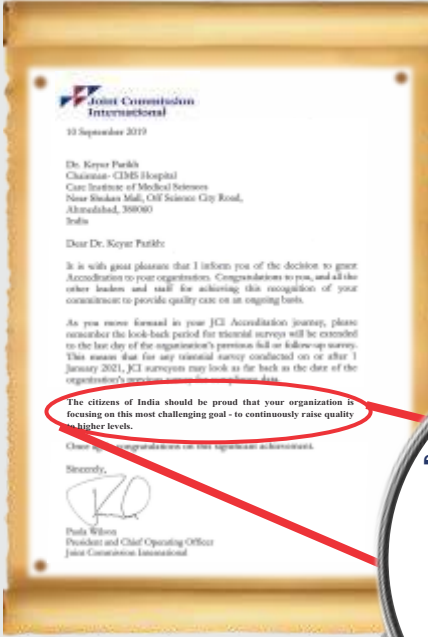 Joint Commission
International
10 September 2019
Dr. Keyur Parikh
Chairman- CIMS Hospital
Care Institute of Medical Sciences
Near Shukan Mall, Off Science City Road,
Ahmedabad, 380060
India
Dear Dr. Keyur Parikh:
It is with great pleasure that I inform you of the decision to grant
Accreditation to your organization. Congratulations to you, and all the
other leaders and staff for achieving this recognition of your
commitment to provide quality care on an ongoing basis.
As you move forward in your JCI Accreditation journey, please
remember the look-back period for triennial surveys will be extended
to the last day of the organization's previous full or follow-up survey.
This means that for any triennial survey conducted on or after 1
January 2021, JCI surveyors may look as far back as the date of the
organization's previous survey for compliance data.
The citizens of India should be proud that your organization is
focusing on this most challenging goal - to continuously raise quality
to higher levels.
Once again, congratulations on this significant achievement.
Sincerely,
Paula Wilson
President and Chief Operating Officer
Joint Commission International
“